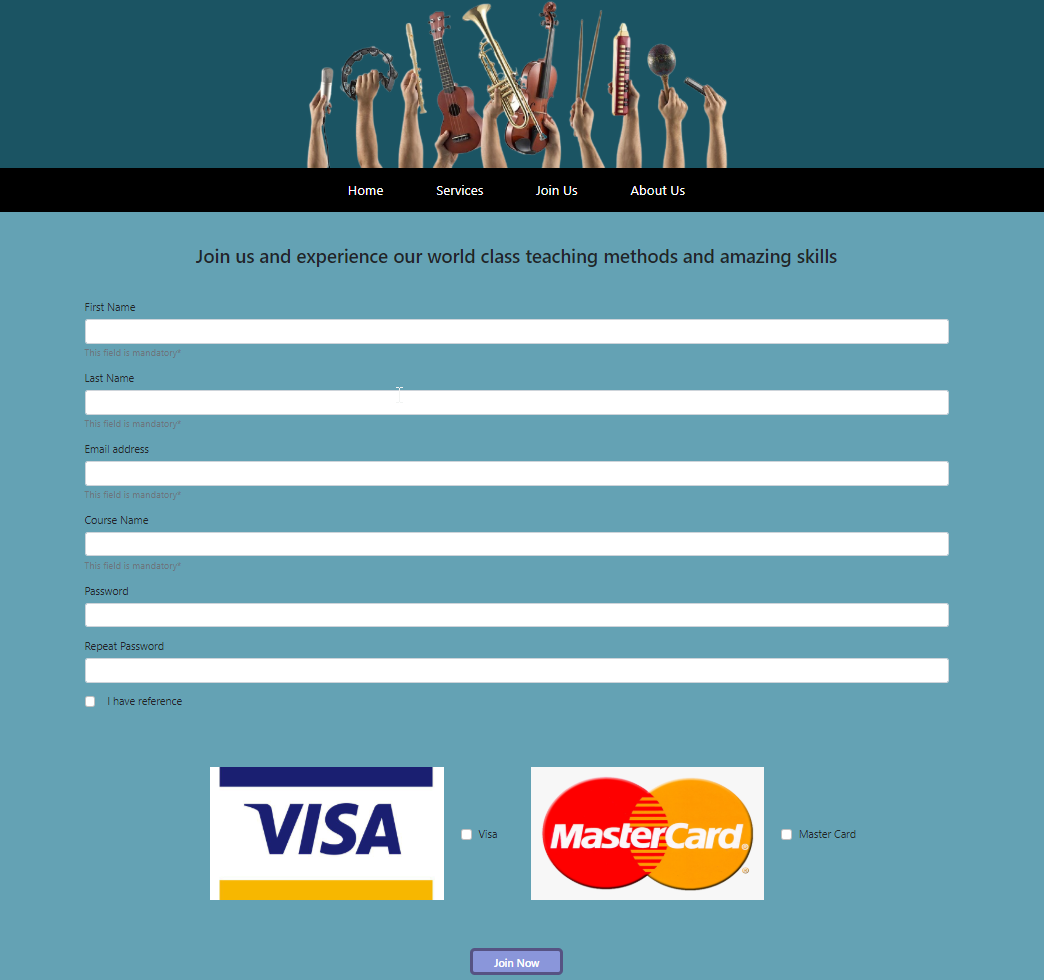 Home Services Join Us About Us
Join us and experience our world class teaching methods and amazing skills
First Name
This field is mandatory*
Last Name
This field is mandatory*
Email address
This field is mandatory*
Course Name
This field is mandatory*
Password
Repeat Password
I have reference
VISA Visa MasterCard® Master Card
Join Now